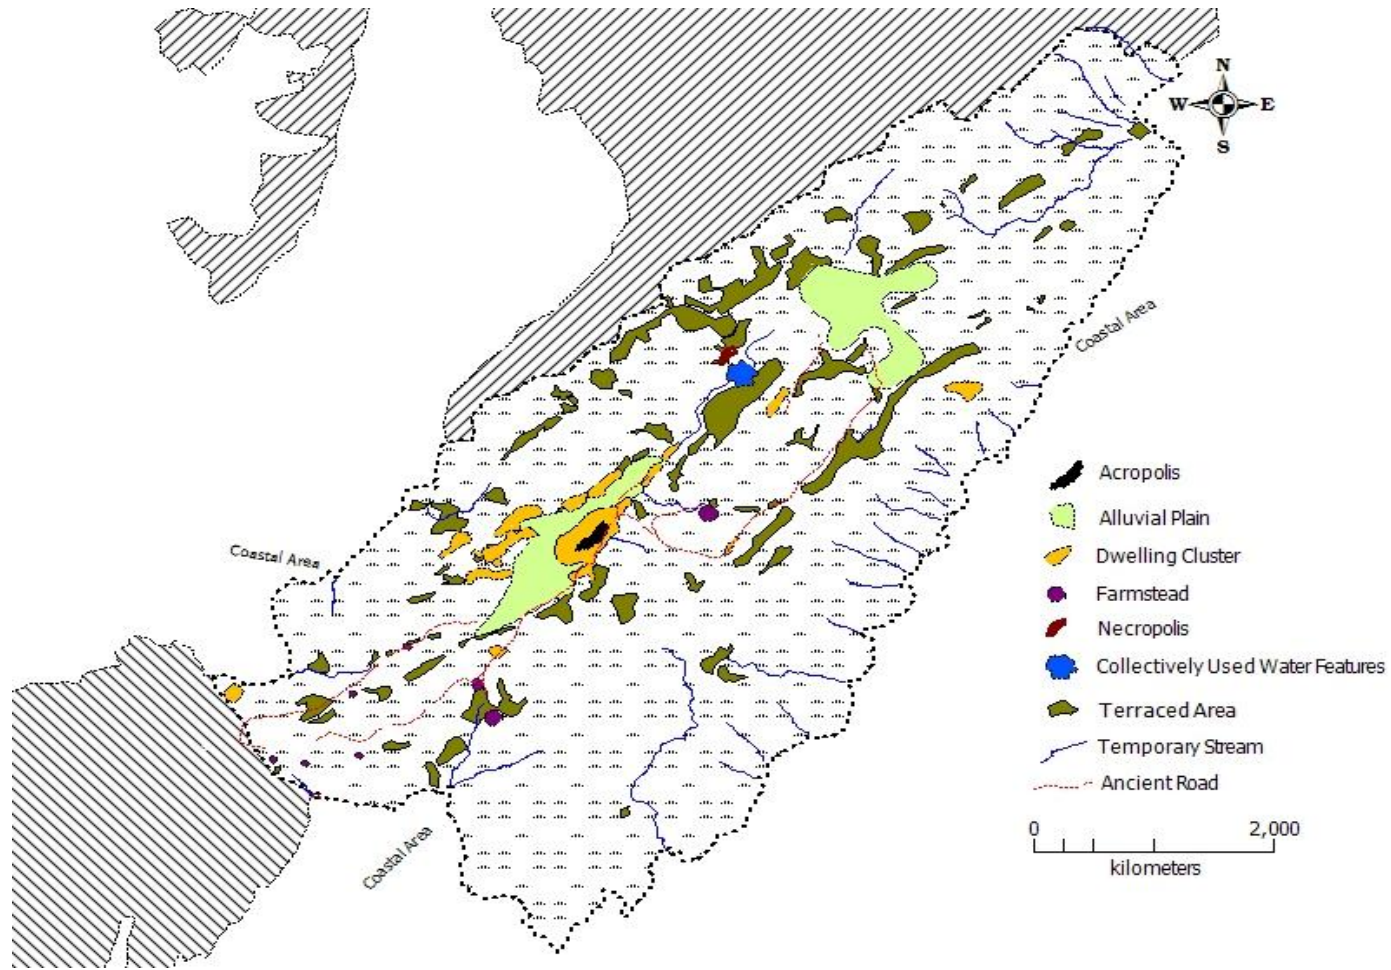 N
W E
S
Coastal Area
Acropolis
Alluvial Plain
Coastal Area
Dwelling Cluster
Farmstead
Necropolis
Collectively Used Water Features
Terraced Area
Temporary Stream
Ancient Road
Coastal Area
0 2,000
kilometers